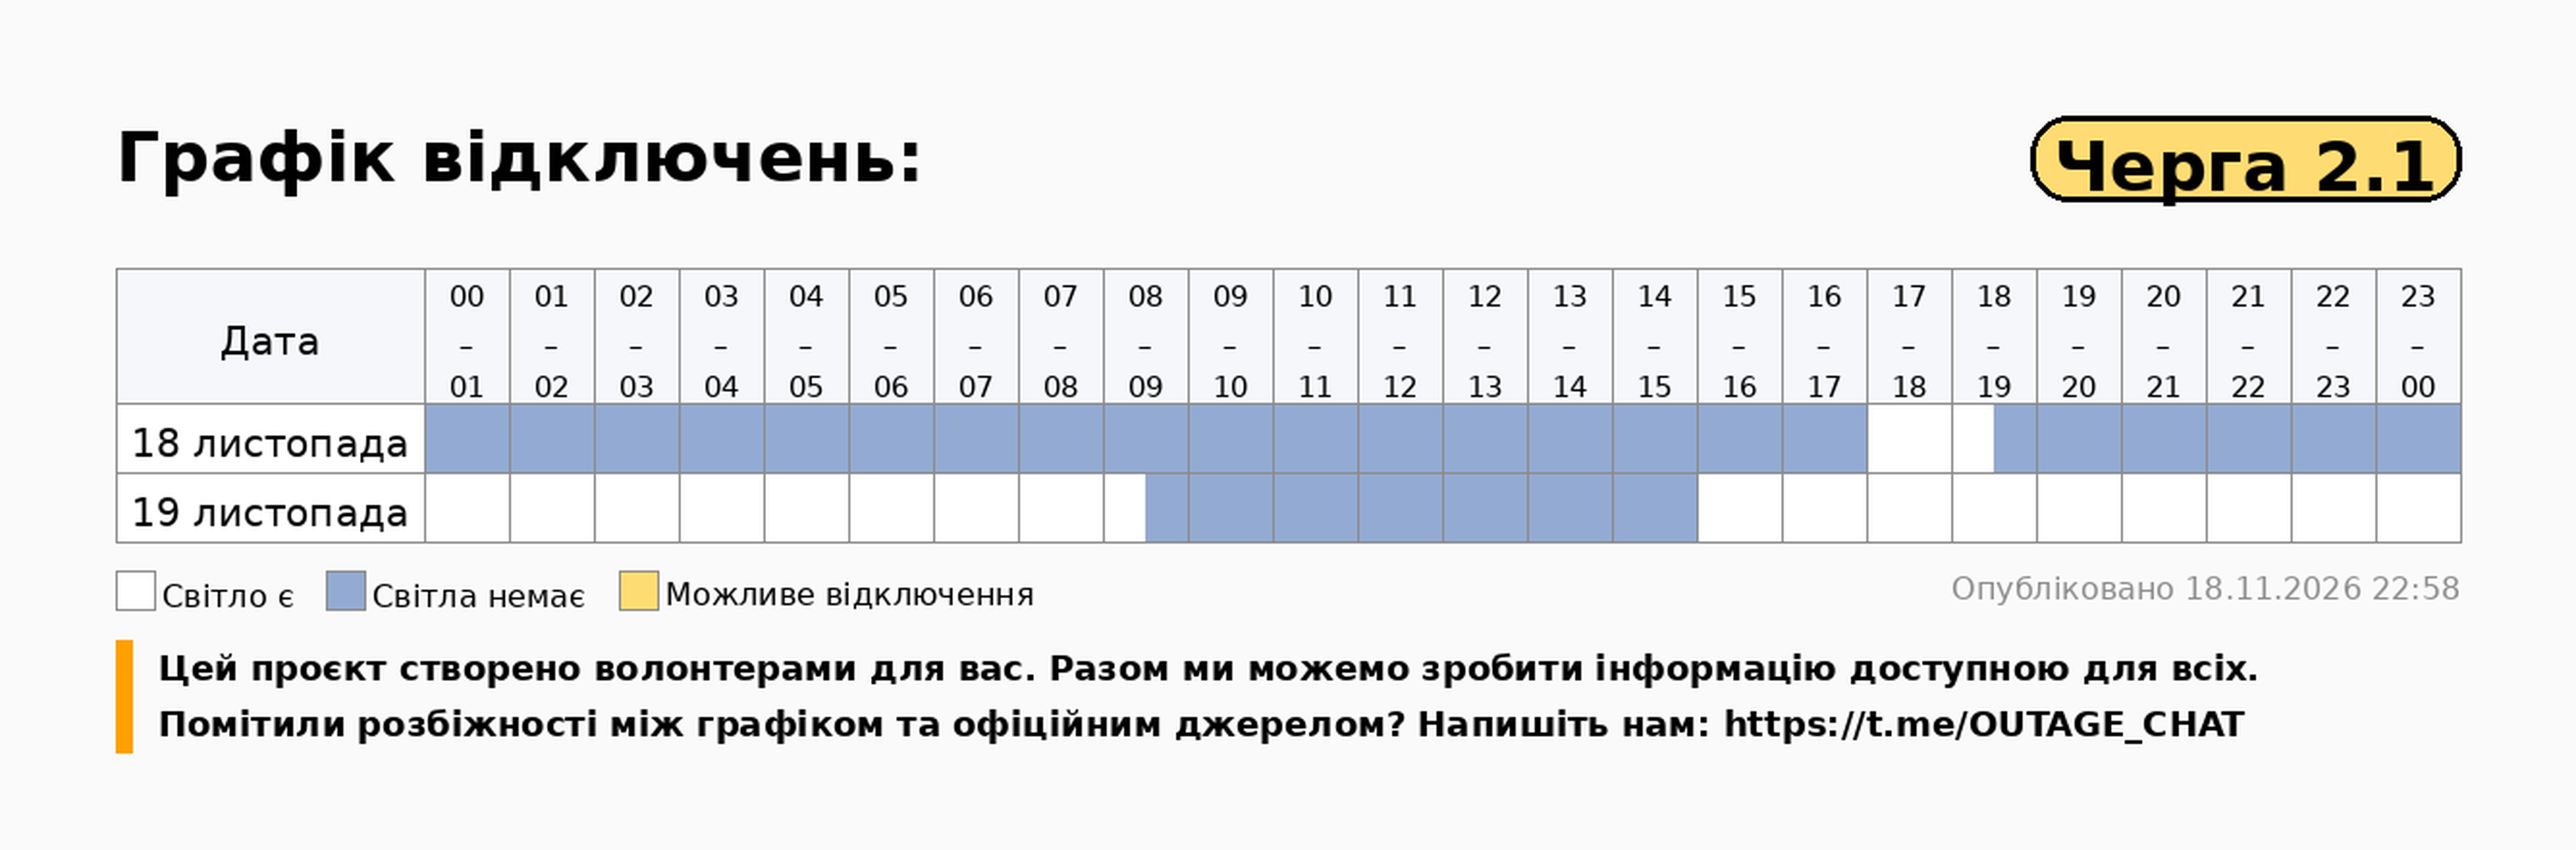 Графік відключень:
Черга 2.1
Дата
00 – 01
01 – 02
02 – 03
03 – 04
04 – 05
05 – 06
06 – 07
07 – 08
08 – 09
09 – 10
10 – 11
11 – 12
12 – 13
13 – 14
14 – 15
15 – 16
16 – 17
17 – 18
18 – 19
19 – 20
20 – 21
21 – 22
22 – 23
23 – 00
18 листопада
19 листопада
Світло є
Світла немає
Можливе відключення
Опубліковано 18.11.2026 22:58
Цей проєкт створено волонтерами для вас. Разом ми можемо зробити інформацію доступною для всіх.
Помітили розбіжності між графіком та офіційним джерелом? Напишіть нам: https://t.me/OUTAGE_CHAT